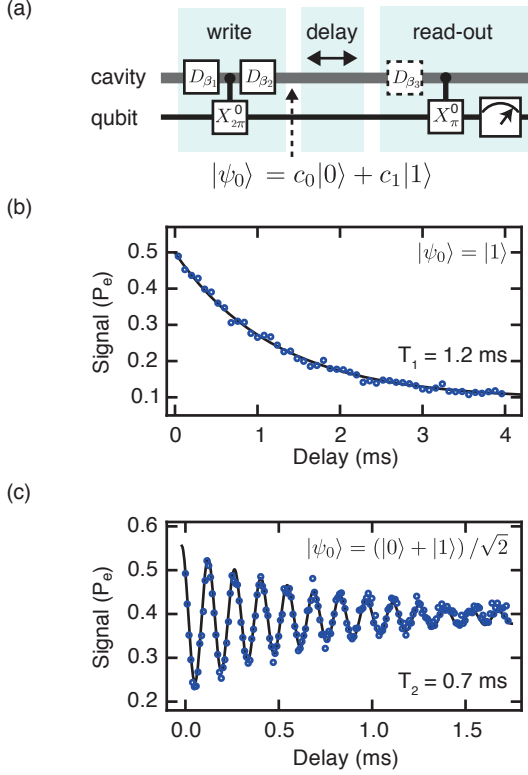 (a)
write delay read-out
cavity D_{β_1} D_{β_2} D_{β_3}
qubit X^0_{2π} X^0_π
|ψ_0⟩ = c_0|0⟩ + c_1|1⟩
(b)
|ψ_0⟩ = |1⟩
T_1 = 1.2 ms
Signal (P_e)
0.5
0.4
0.3
0.2
0.1
0 1 2 3 4
Delay (ms)
(c)
|ψ_0⟩ = (|0⟩ + |1⟩) /√2
T_2 = 0.7 ms
Signal (P_e)
0.6
0.5
0.4
0.3
0.2
0.0 0.5 1.0 1.5
Delay (ms)